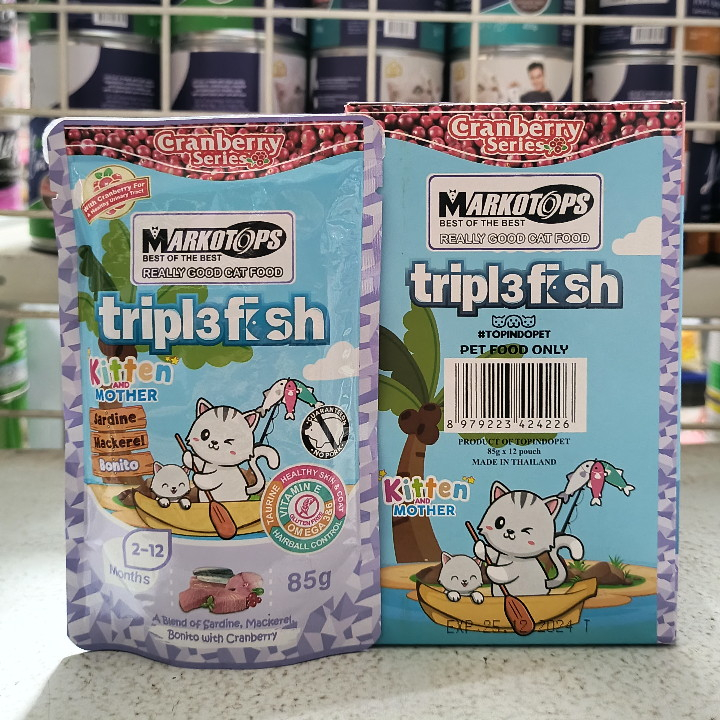 Cranberry
Series
With Cranberry For
A Healthy Urinary Tract
MARKOTOPS
BEST OF THE BEST
REALLY GOOD CAT FOOD
tripl3fish
Kitten
AND
MOTHER
Sardine
Mackerel
Bonito
GUARANTEED
NO PORK
HEALTHY SKIN & COAT
TAURINE
VITAMIN E
GLUTEN FREE
OMEGA 3&6
HAIRBALL CONTROL
2-12
Months
85g
A Blend of Sardine, Mackerel,
Bonito with Cranberry
Cranberry
Series
MARKOTOPS
BEST OF THE BEST
REALLY GOOD CAT FOOD
tripl3fish
#TOPINDOPET
PET FOOD ONLY
8 979223 424226
PRODUCT OF TOPINDOPET
85g x 12 pouch
MADE IN THAILAND
Kitten
AND
MOTHER
EXP 25.12.2024 T